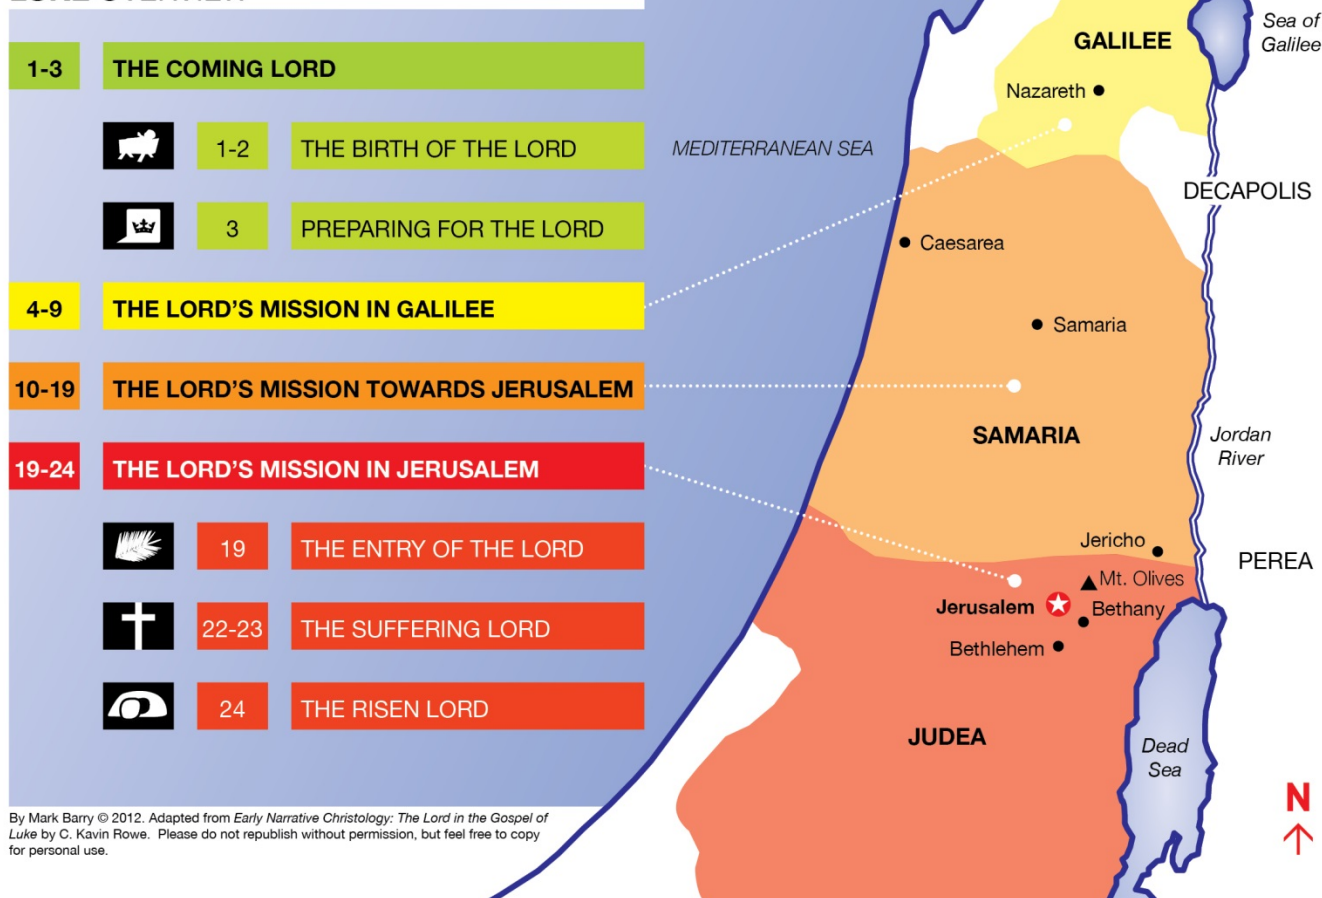 1-3
THE COMING LORD
1-2
THE BIRTH OF THE LORD
3
PREPARING FOR THE LORD
4-9
THE LORD'S MISSION IN GALILEE
10-19
THE LORD'S MISSION TOWARDS JERUSALEM
19-24
THE LORD'S MISSION IN JERUSALEM
19
THE ENTRY OF THE LORD
22-23
THE SUFFERING LORD
24
THE RISEN LORD
By Mark Barry © 2012. Adapted from Early Narrative Christology: The Lord in the Gospel of
Luke by C. Kavin Rowe. Please do not republish without permission, but feel free to copy
for personal use.
MEDITERRANEAN SEA
GALILEE
Sea of
Galilee
Nazareth
DECAPOLIS
Caesarea
Samaria
SAMARIA
Jordan
River
Jericho
PEREA
Mt. Olives
Jerusalem
Bethany
Bethlehem
JUDEA
Dead
Sea
N